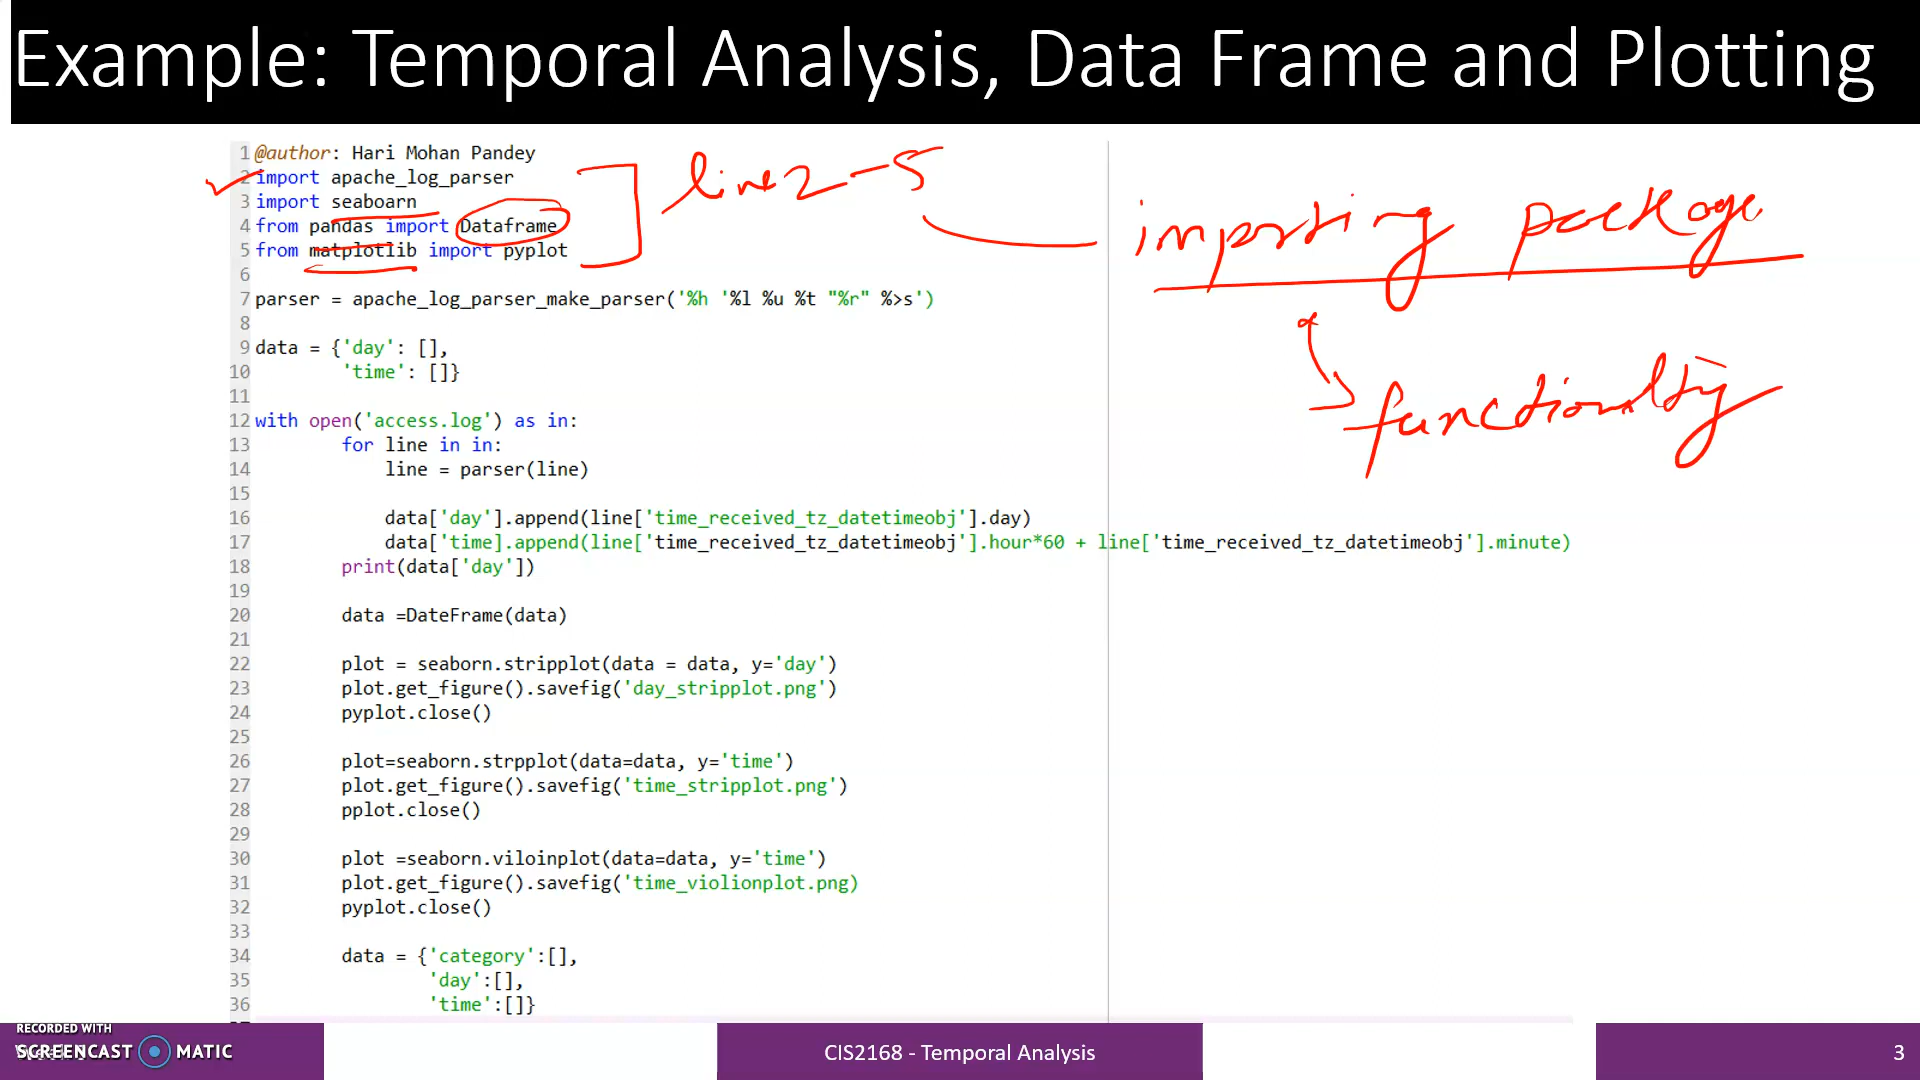 Example: Temporal Analysis, Data Frame and Plotting
1 @author: Hari Mohan Pandey
2 import apache_log_parser
3 import seaboarn
4 from pandas import Dataframe
5 from matplotlib import pyplot
6
7 parser = apache_log_parser_make_parser('%h '%l %u %t "%r" %>s')
8
9 data = {'day': [],
10 'time': []}
11
12 with open('access.log') as in:
13 for line in in:
14 line = parser(line)
15
16 data['day'].append(line['time_received_tz_datetimeobj'].day)
17 data['time].append(line['time_received_tz_datetimeobj'].hour*60 + line['time_received_tz_datetimeobj'].minute)
18 print(data['day'])
19
20 data =DateFrame(data)
21
22 plot = seaborn.stripplot(data = data, y='day')
23 plot.get_figure().savefig('day_stripplot.png')
24 pyplot.close()
25
26 plot=seaborn.strpplot(data=data, y='time')
27 plot.get_figure().savefig('time_stripplot.png')
28 pplot.close()
29
30 plot =seaborn.viloinplot(data=data, y='time')
31 plot.get_figure().savefig('time_violionplot.png)
32 pyplot.close()
33
34 data = {'category':[],
35 'day':[],
36 'time':[]}
line 2-5
importing package
functionality
RECORDED WITH
SCREENCAST MATIC
CIS2168 - Temporal Analysis
3